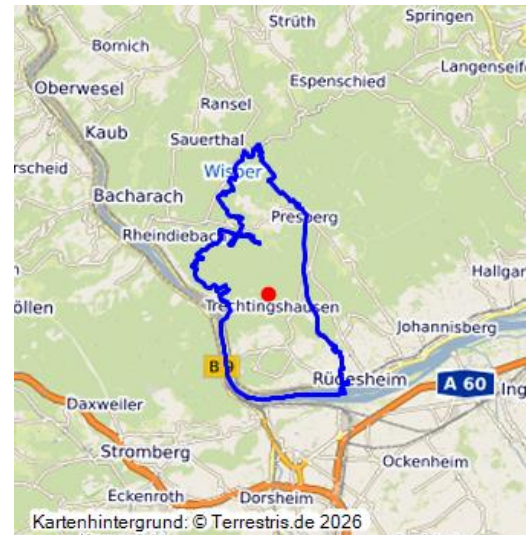 Strüth
Springen
Bornich
Langenseife
Espenschied
Oberwesel
Ransel
Kaub
Sauerthal
erscheid
Wisper
Bacharach
Presberg
Rheindiebach
Hallgar
öllen
Trechtingshausen
Johannisberg
B 9
Rüdesheim
A 60
Ing
Daxweiler
Stromberg
Ockenheim
Eckenroth
Dorsheim
Kartenhintergrund: © Terrestris.de 2026